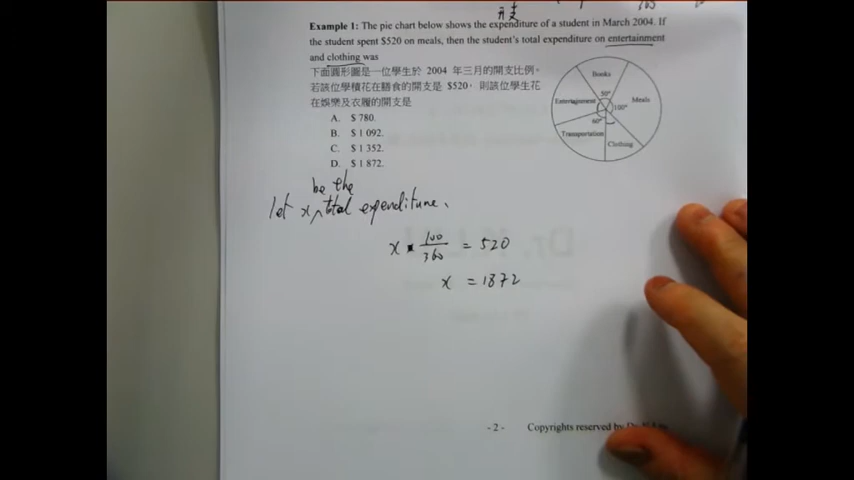 開支
Example 1: The pie chart below shows the expenditure of a student in March 2004. If
the student spent $520 on meals, then the student's total expenditure on entertainment
and clothing was
下面圓形圖是一位學生於 2004 年三月的開支比例。
若該位學積花在膳食的開支是 $520，則該位學生花
在娛樂及衣履的開支是
A. $ 780.
B. $ 1 092.
C. $ 1 352.
D. $ 1 872.
Books
50°
Entertainment
Meals
100°
60°
Transportation
Clothing
be the
let x ^ total expenditure.
x · 100/360 = 520
x = 1872
- 2 - Copyrights reserved by Dr.